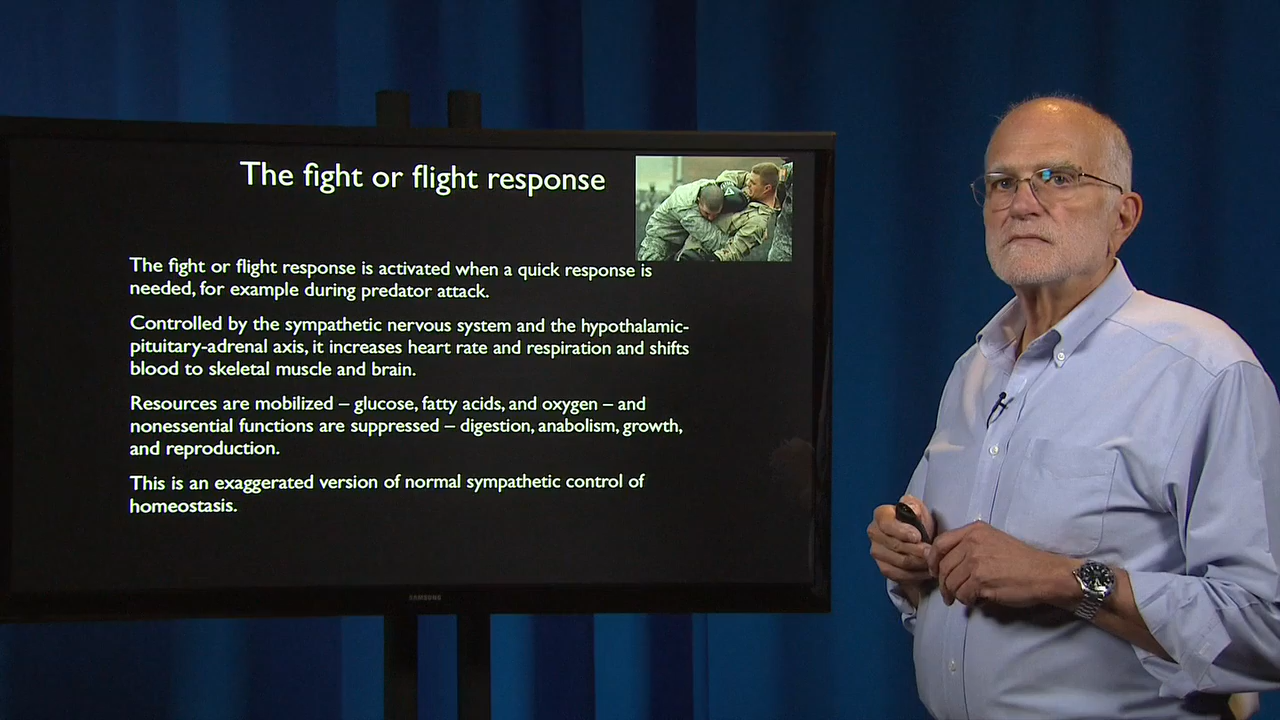 The fight or flight response
The fight or flight response is activated when a quick response is
needed, for example during predator attack.
Controlled by the sympathetic nervous system and the hypothalamic-
pituitary-adrenal axis, it increases heart rate and respiration and shifts
blood to skeletal muscle and brain.
Resources are mobilized – glucose, fatty acids, and oxygen – and
nonessential functions are suppressed – digestion, anabolism, growth,
and reproduction.
This is an exaggerated version of normal sympathetic control of
homeostasis.
SAMSUNG